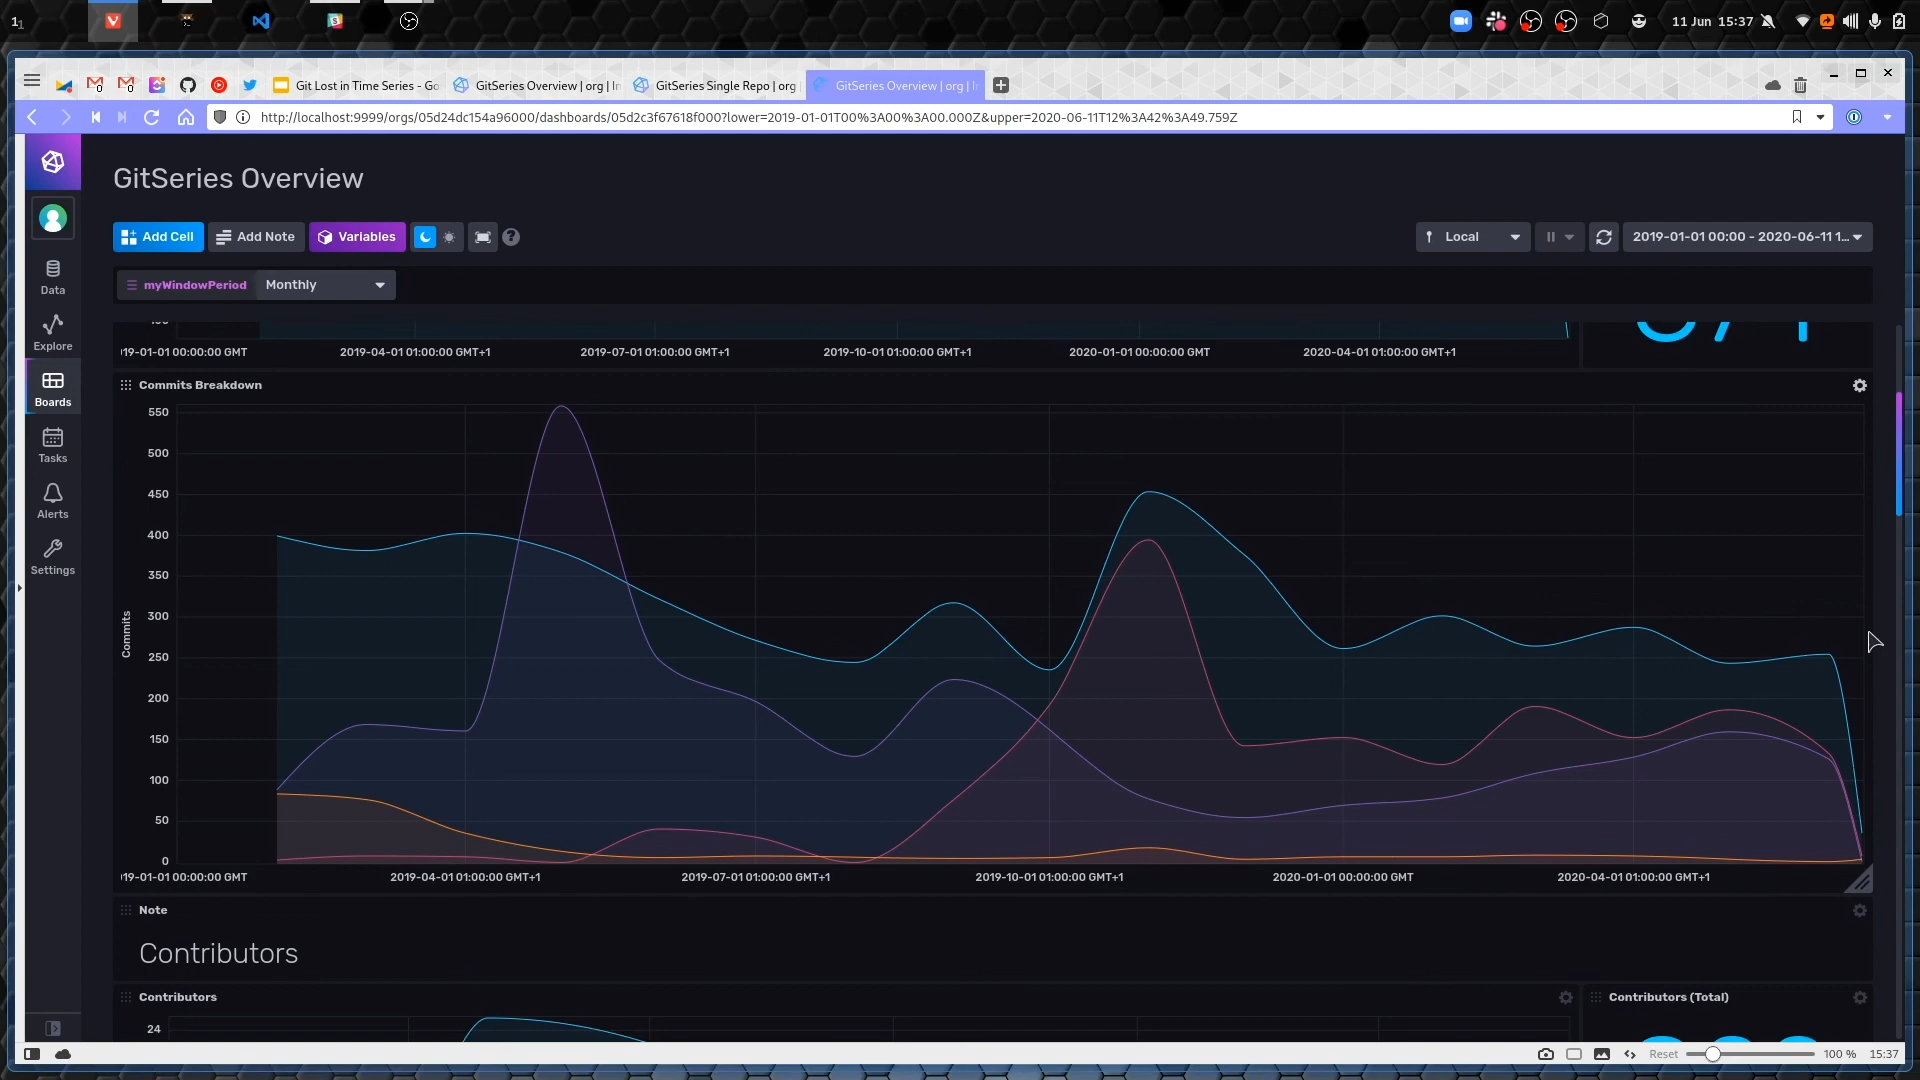 11 Jun 15:37
Git Lost in Time Series - Go
GitSeries Overview | org | In
GitSeries Single Repo | org
GitSeries Overview | org | In
http://localhost:9999/orgs/05d24dc154a96000/dashboards/05d2c3f67618f000?lower=2019-01-01T00%3A00%3A00.000Z&upper=2020-06-11T12%3A42%3A49.759Z
GitSeries Overview
Add Cell
Add Note
Variables
Local
2019-01-01 00:00 - 2020-06-11 1...
myWindowPeriod
Monthly
Data
Explore
Boards
Tasks
Alerts
Settings
19-01-01 00:00:00 GMT
2019-04-01 01:00:00 GMT+1
2019-07-01 01:00:00 GMT+1
2019-10-01 01:00:00 GMT+1
2020-01-01 00:00:00 GMT
2020-04-01 01:00:00 GMT+1
Commits Breakdown
550
500
450
400
350
300
250
200
150
100
50
0
Commits
19-01-01 00:00:00 GMT
2019-04-01 01:00:00 GMT+1
2019-07-01 01:00:00 GMT+1
2019-10-01 01:00:00 GMT+1
2020-01-01 00:00:00 GMT
2020-04-01 01:00:00 GMT+1
Note
Contributors
Contributors
24
Contributors (Total)
Reset
100 %
15:37